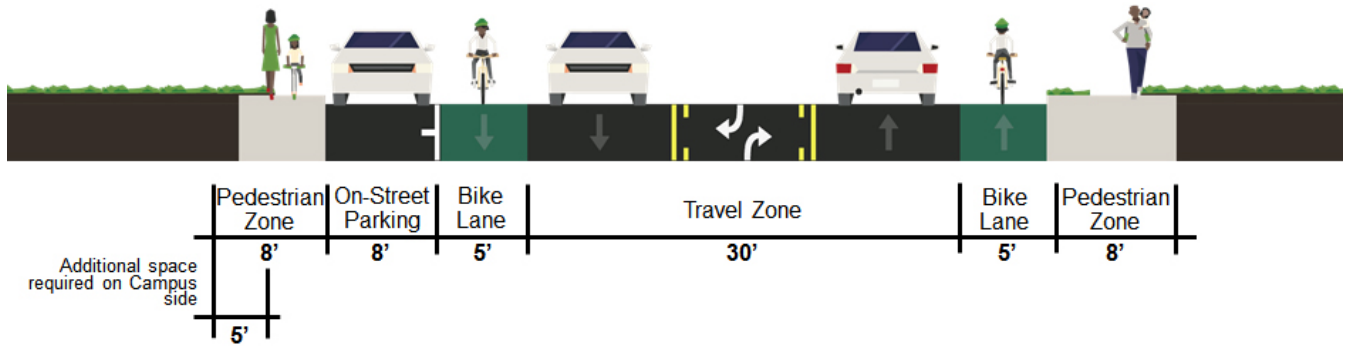 Pedestrian
Zone
On-Street
Parking
Bike
Lane
Travel Zone
Bike
Lane
Pedestrian
Zone
8’
8’
5’
30’
5’
8’
Additional space
required on Campus
side
5’